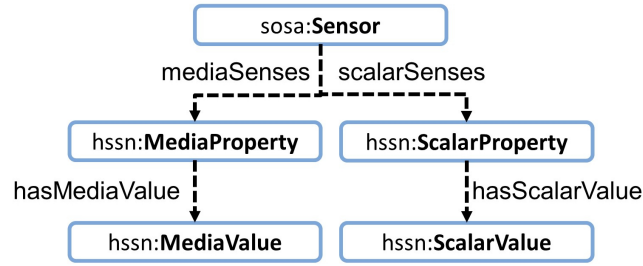 sosa:Sensor
mediaSenses scalarSenses
hssn:MediaProperty hssn:ScalarProperty
hasMediaValue hasScalarValue
hssn:MediaValue hssn:ScalarValue